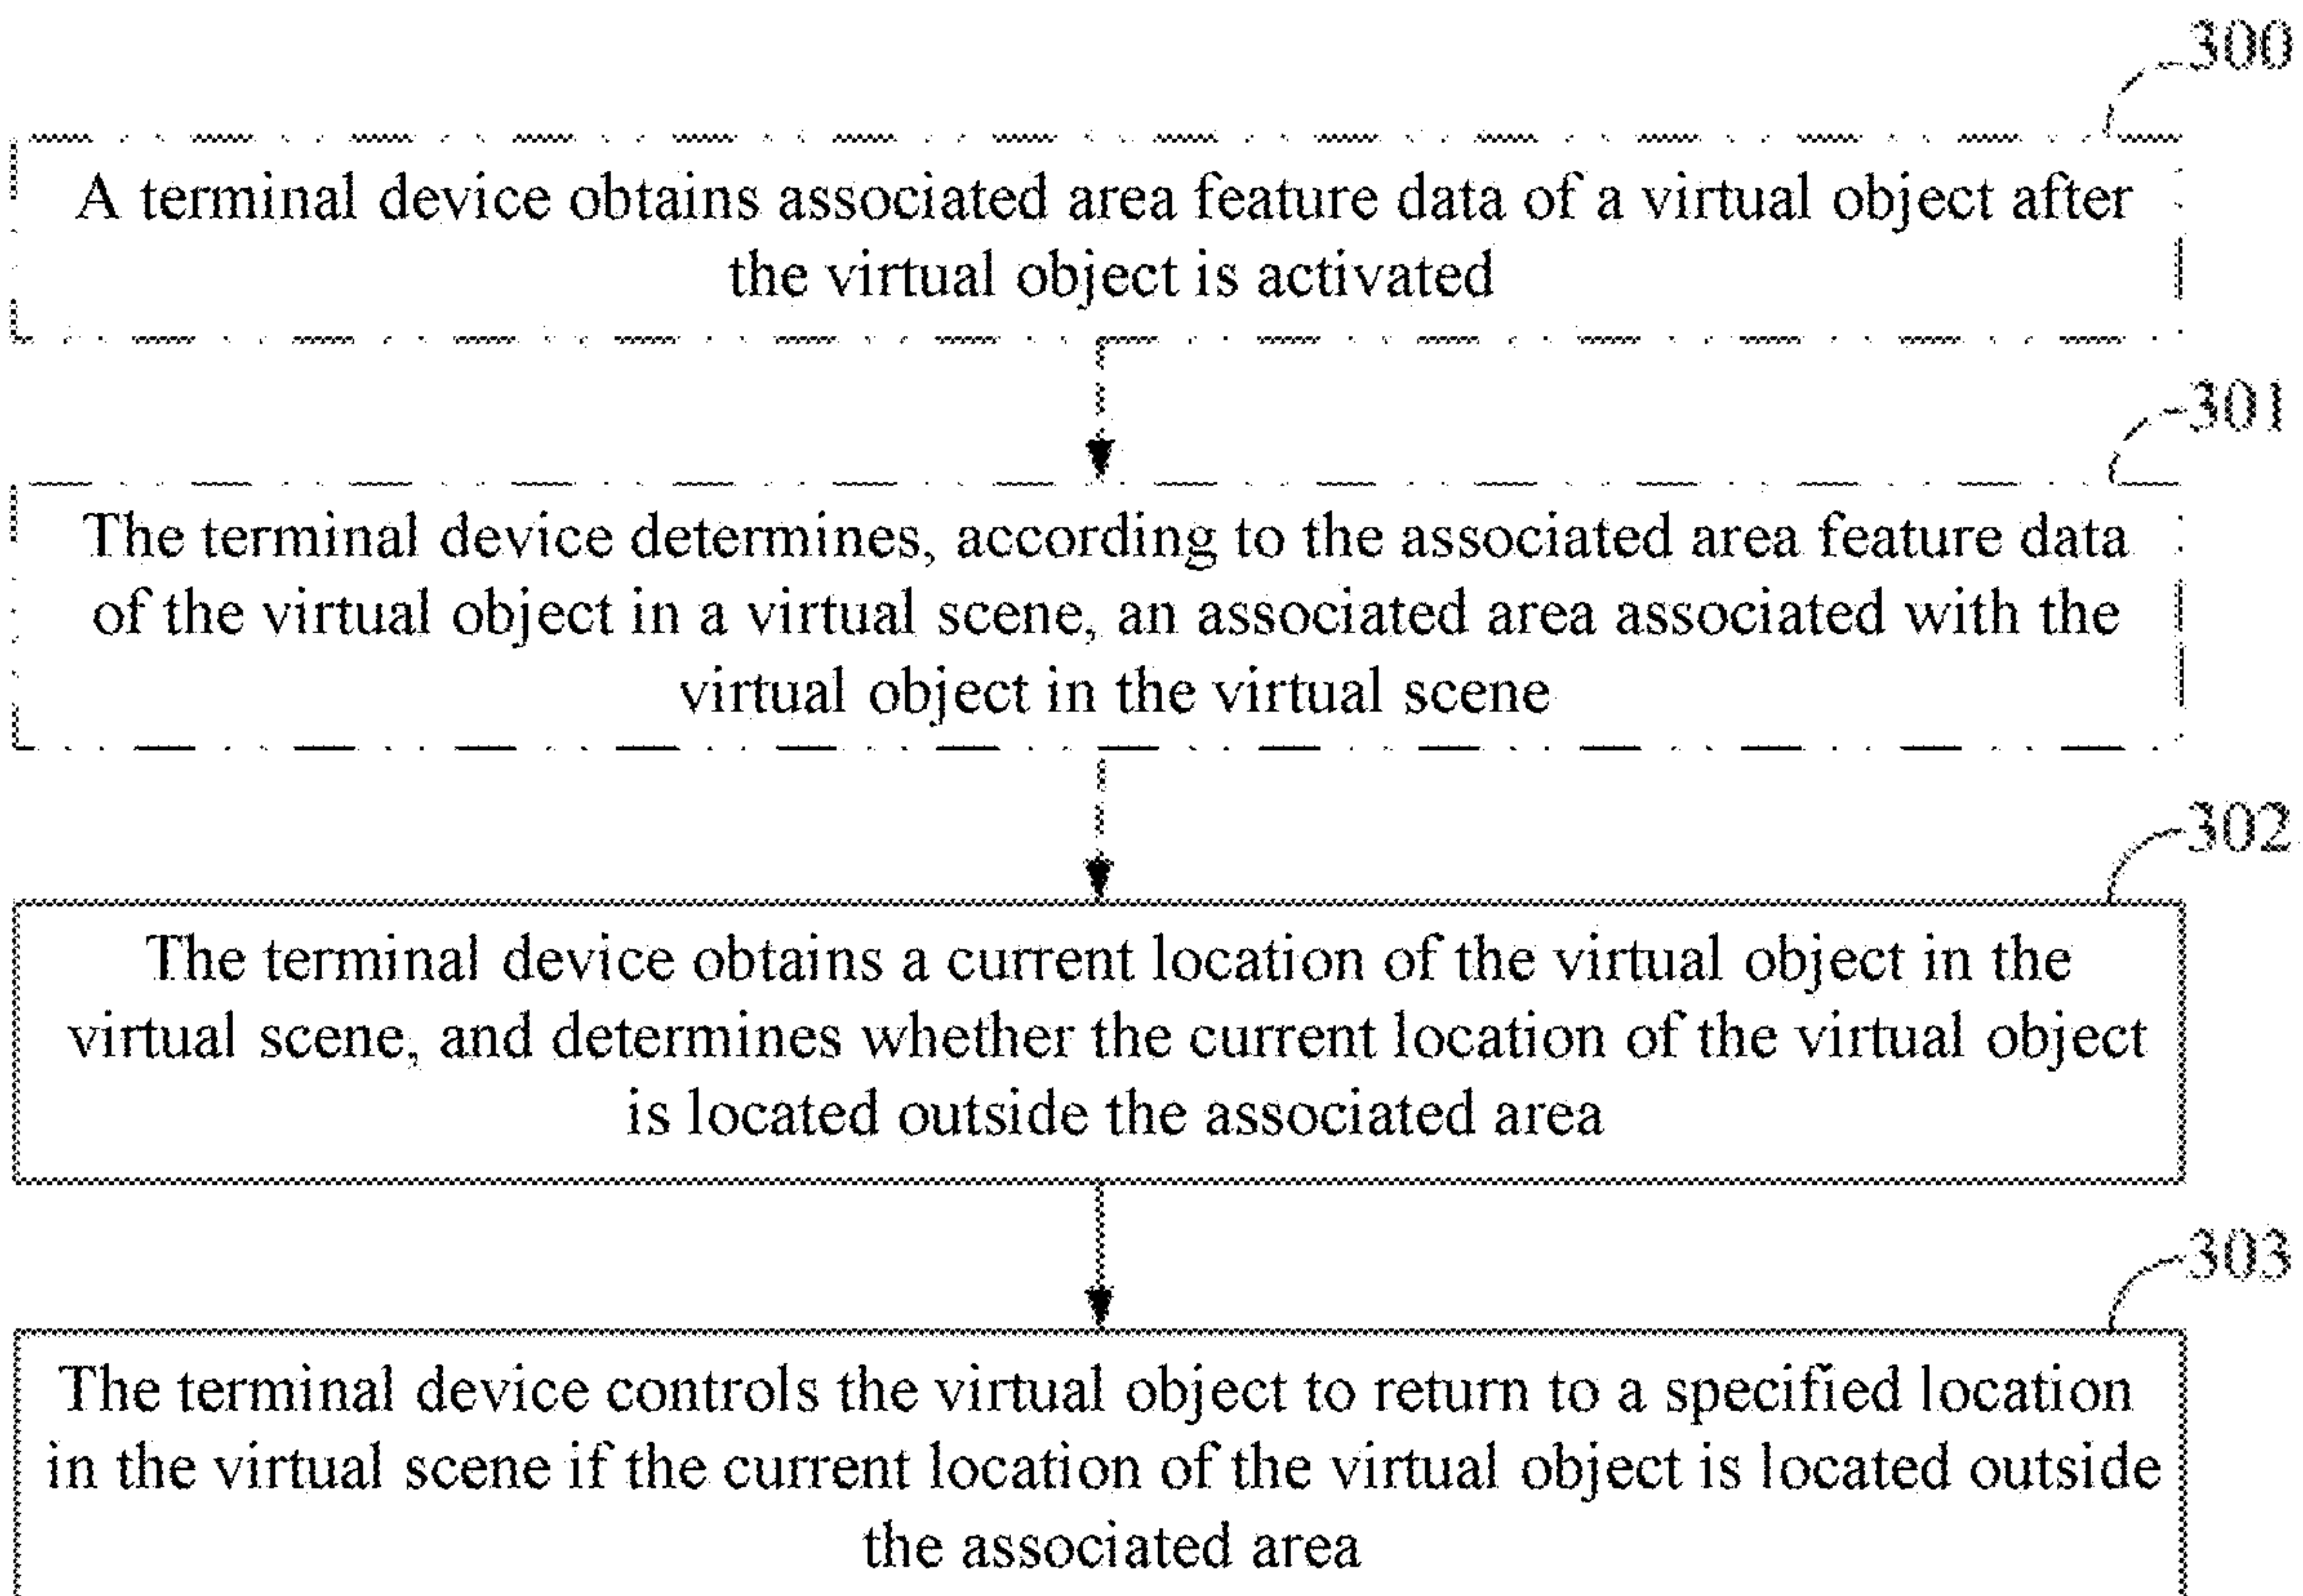 300
A terminal device obtains associated area feature data of a virtual object after
the virtual object is activated
301
The terminal device determines, according to the associated area feature data
of the virtual object in a virtual scene, an associated area associated with the
virtual object in the virtual scene
302
The terminal device obtains a current location of the virtual object in the
virtual scene, and determines whether the current location of the virtual object
is located outside the associated area
303
The terminal device controls the virtual object to return to a specified location
in the virtual scene if the current location of the virtual object is located outside
the associated area